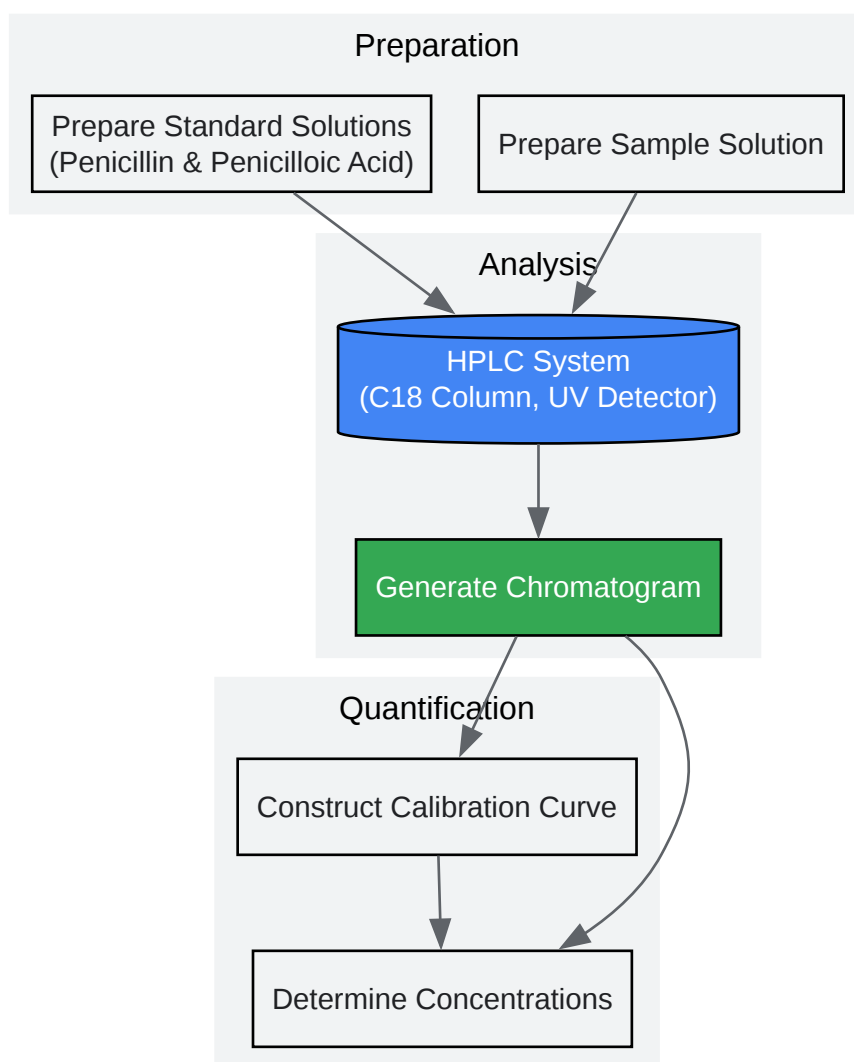 Preparation
Prepare Standard Solutions
(Penicillin & Penicilloic Acid)
Prepare Sample Solution
Analysis
HPLC System
(C18 Column, UV Detector)
Generate Chromatogram
Quantification
Construct Calibration Curve
Determine Concentrations